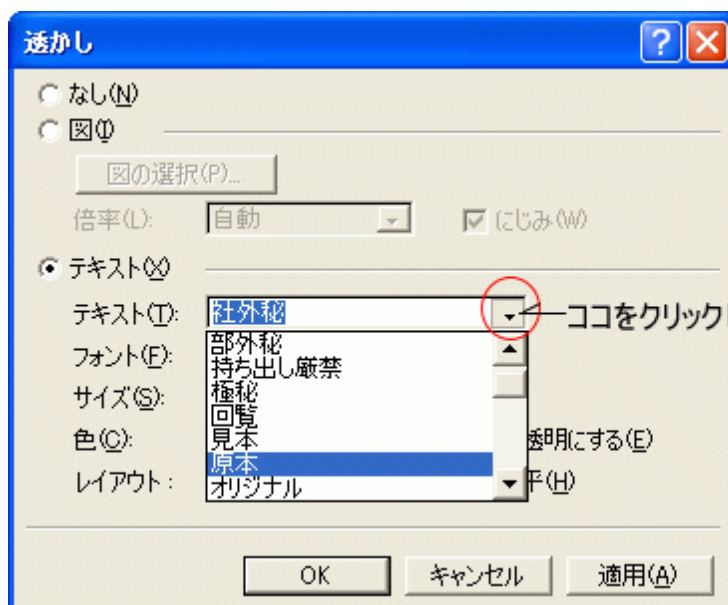 透かし
なし(N)
図(I)
図の選択(P)...
倍率(L): 自動 にじみ(W)
テキスト(X)
テキスト(T): 社外秘 ココをクリック
部外秘
フォント(F): 持ち出し厳禁
サイズ(S): 極秘
回覧
色(C): 見本 透明にする(E)
原本
レイアウト: オリジナル 平(H)
OK キャンセル 適用(A)